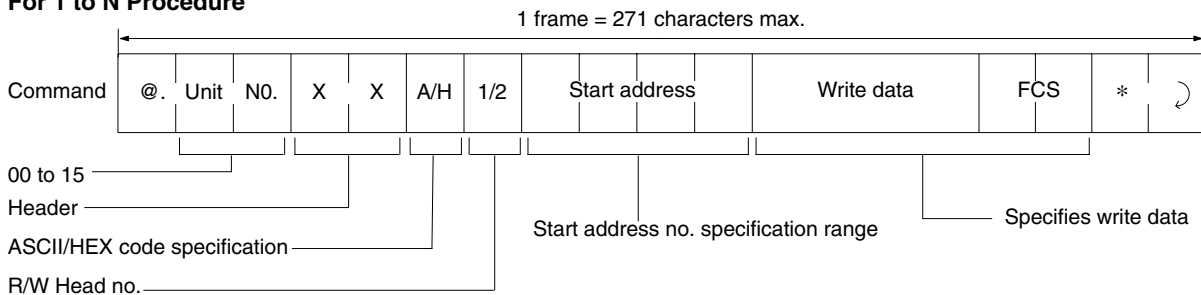 For 1 to N Procedure
1 frame = 271 characters max.
Command @. Unit N0. X X A/H 1/2 Start address Write data FCS *
00 to 15
Header
Start address no. specification range
Specifies write data
ASCII/HEX code specification
R/W Head no.